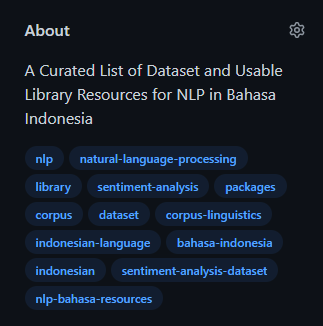 About
A Curated List of Dataset and Usable
Library Resources for NLP in Bahasa
Indonesia
nlp natural-language-processing
library sentiment-analysis packages
corpus dataset corpus-linguistics
indonesian-language bahasa-indonesia
indonesian sentiment-analysis-dataset
nlp-bahasa-resources